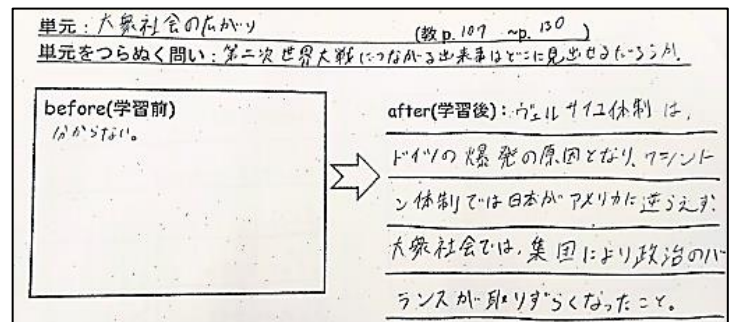 単元：大衆社会の広がり (教p.107 ~p.130)
単元をつらぬく問い：第二次世界大戦につながる出来事はどこに見出せるだろうか。
before(学習前)
分からない。
after(学習後)：ヴェルサイユ体制は、
ドイツの爆発の原因となり、ワシント
ン体制では日本がアメリカに逆らえず、
大衆社会では、集団により政治のバ
ランスが取りずらくなったこと。